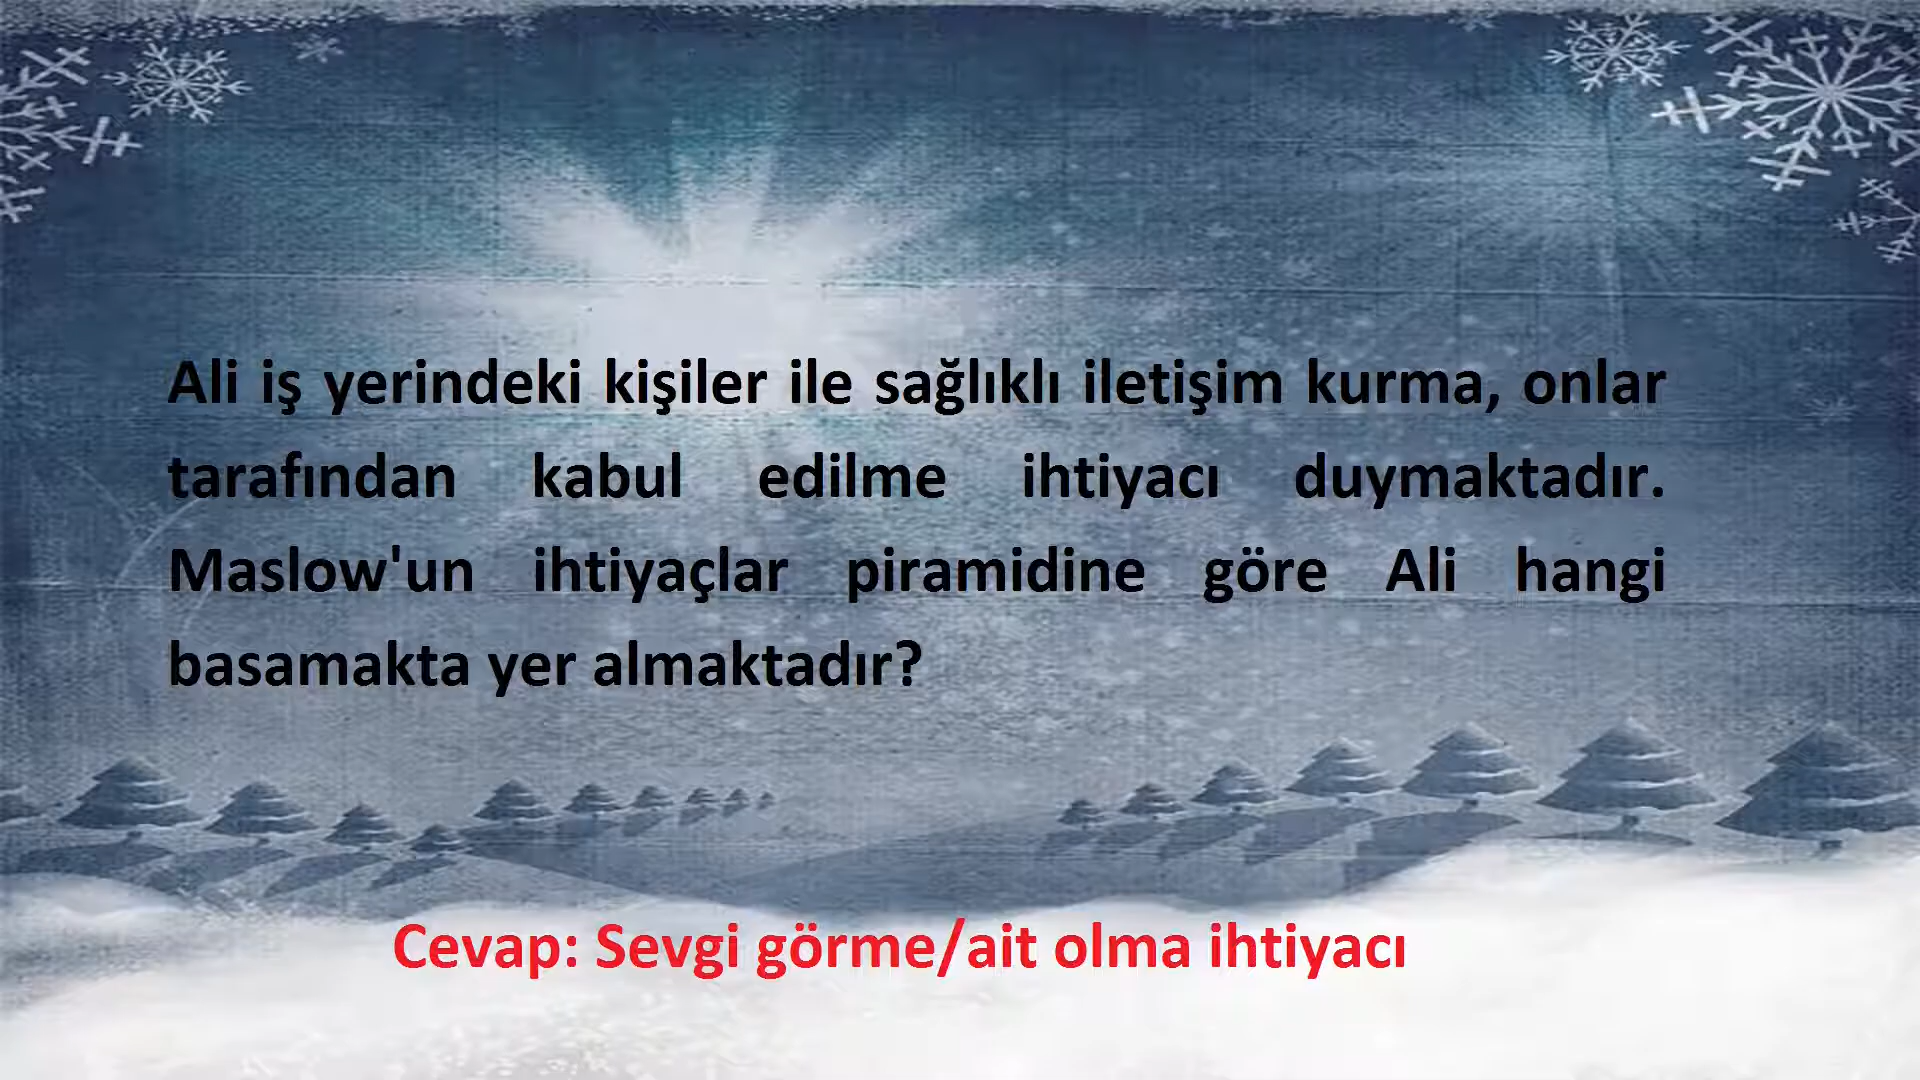 Ali iş yerindeki kişiler ile sağlıklı iletişim kurma, onlar
tarafından kabul edilme ihtiyacı duymaktadır.
Maslow'un ihtiyaçlar piramidine göre Ali hangi
basamakta yer almaktadır?
Cevap: Sevgi görme/ait olma ihtiyacı